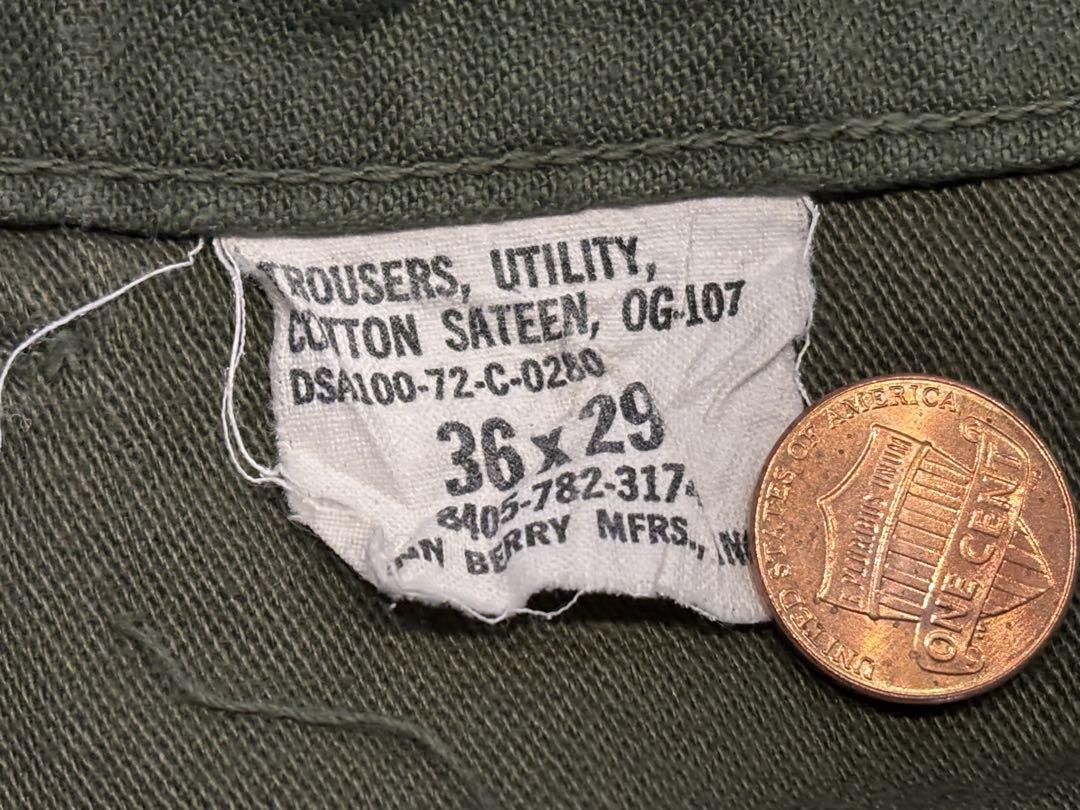 TROUSERS, UTILITY,
COTTON SATEEN, OG-107
DSA100-72-C-0280
36 x 29
8405-782-317
BERRY MFRS.,
UNITED STATES OF AMERICA
E PLURIBUS UNUM
ONE CENT